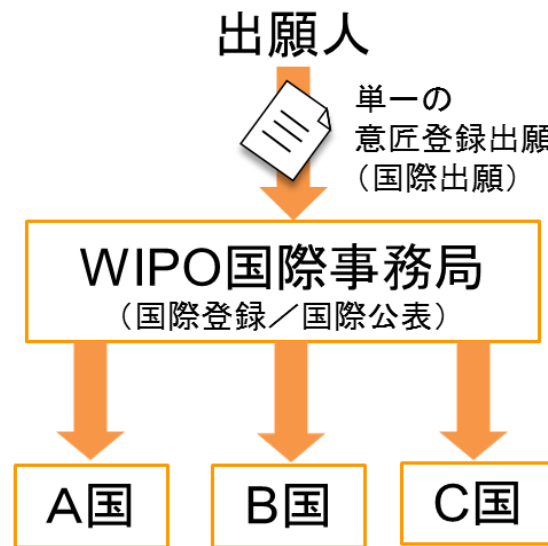 出願人
単一の
意匠登録出願
（国際出願）
WIPO国際事務局
（国際登録／国際公表）
A国
B国
C国